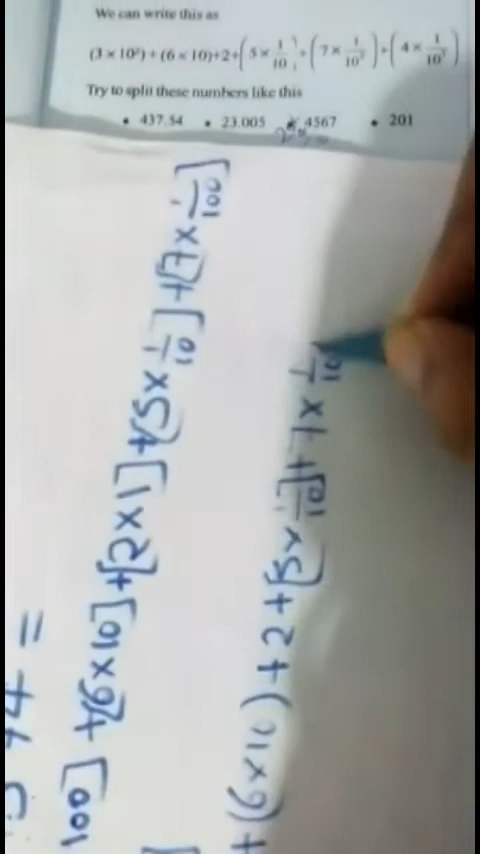 We can write this as
(3 × 10²) + (6 × 10) + 2 + (5 × 1/10) + (7 × 1/10²) + (4 × 1/10³)
Try to split these numbers like this
• 437.54 • 23.005 4567 • 201
100] + [6×10] + [2×1] + [5×1/10] + [7×1/100]
+ (6×10) + 2 + [5×1/10] + 7×1/10
= 4